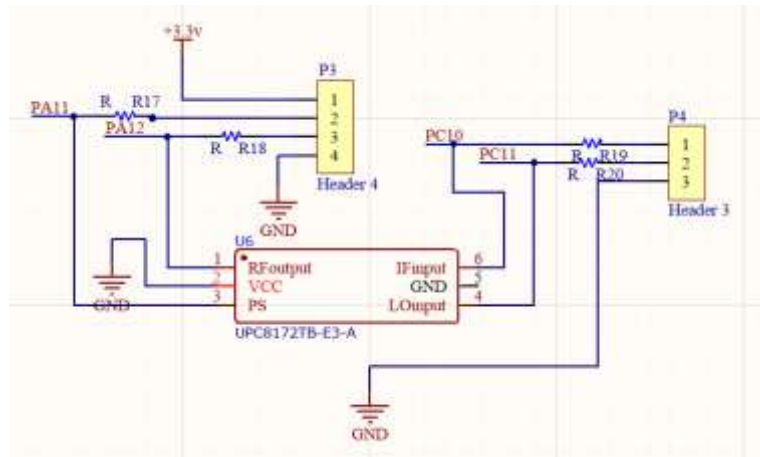 +3.3v
P3
PA11
R
R17
1
2
PA12
3
R
R18
4
Header 4
GND
P4
PC10
1
R
R19
PC11
2
R
R20
3
Header 3
U6
1
RFoutput
IFinput
6
2
VCC
GND
5
3
PS
LOinput
4
GND
UPC8172TB-E3-A
GND